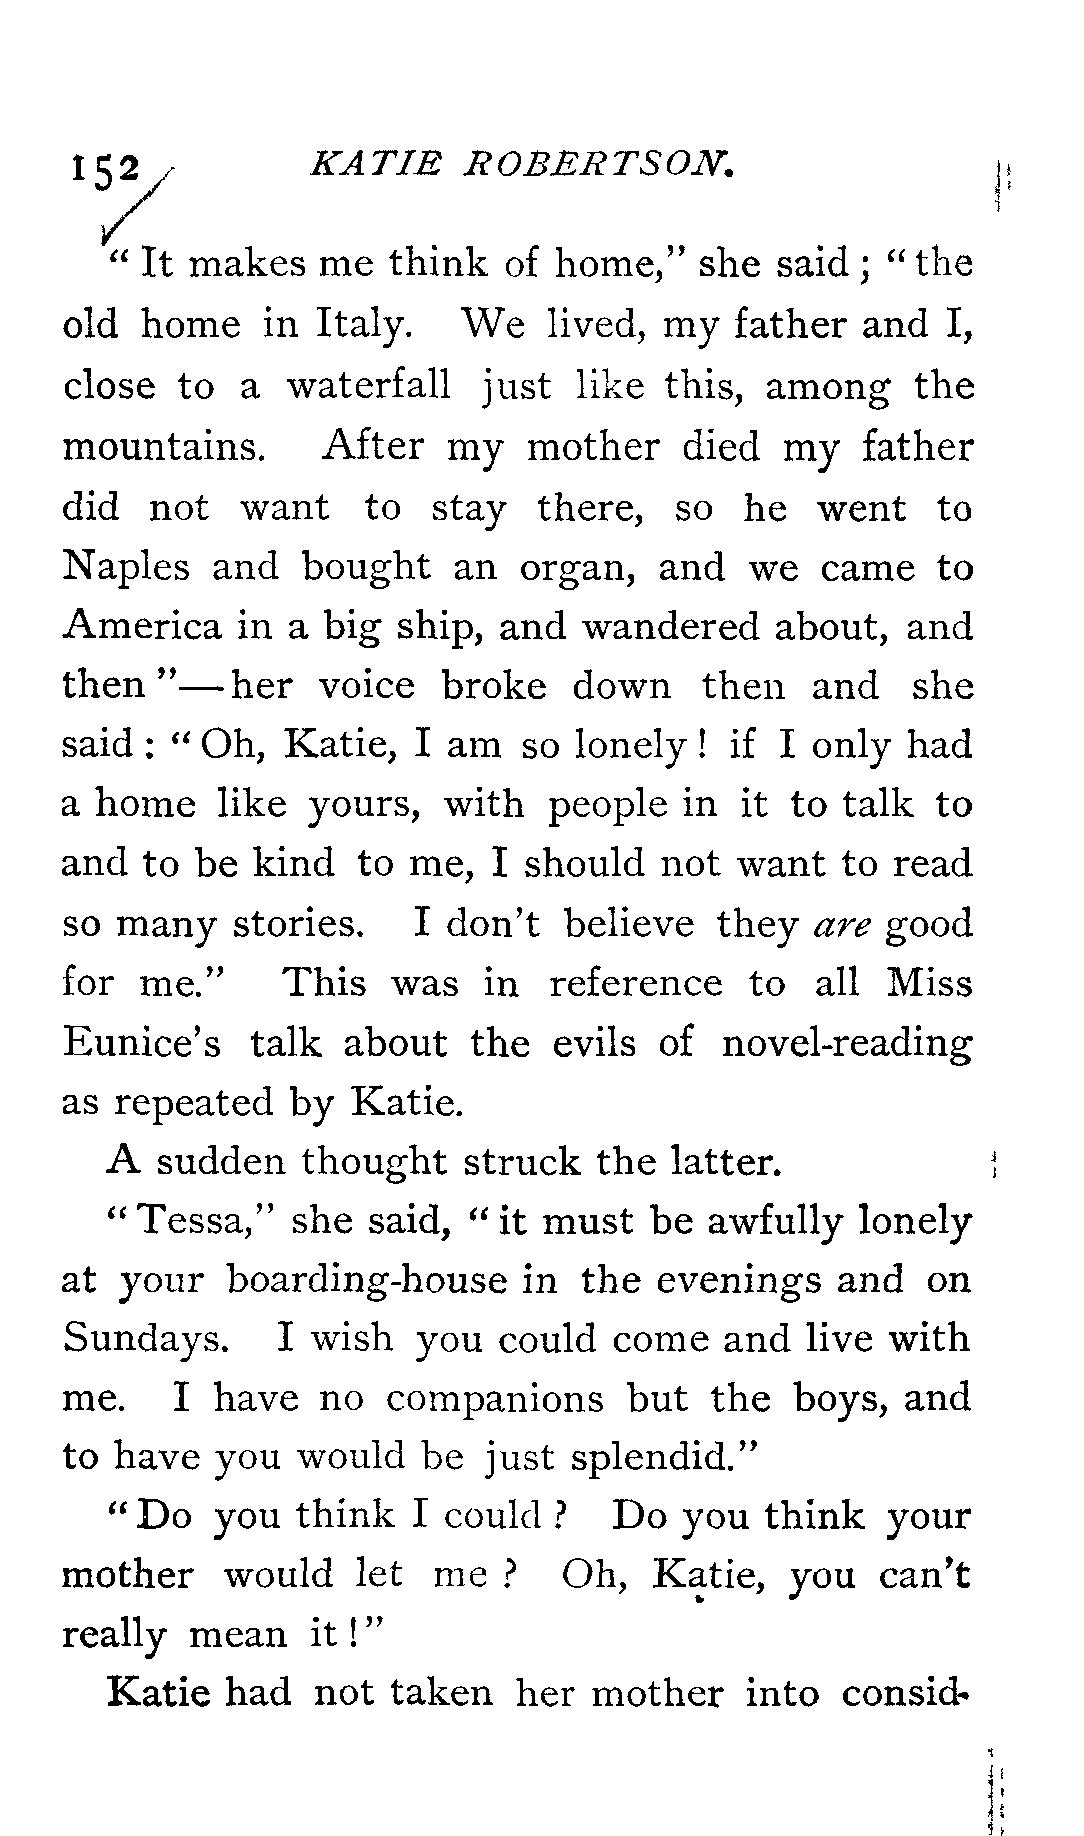 152 KATIE ROBERTSON.
“ It makes me think of home,” she said ; “ the
old home in Italy. We lived, my father and I,
close to a waterfall just like this, among the
mountains. After my mother died my father
did not want to stay there, so he went to
Naples and bought an organ, and we came to
America in a big ship, and wandered about, and
then ”—her voice broke down then and she
said : “ Oh, Katie, I am so lonely ! if I only had
a home like yours, with people in it to talk to
and to be kind to me, I should not want to read
so many stories. I don’t believe they are good
for me.” This was in reference to all Miss
Eunice’s talk about the evils of novel-reading
as repeated by Katie.
A sudden thought struck the latter.
“ Tessa,” she said, “ it must be awfully lonely
at your boarding-house in the evenings and on
Sundays. I wish you could come and live with
me. I have no companions but the boys, and
to have you would be just splendid.”
“ Do you think I could ? Do you think your
mother would let me ? Oh, Katie, you can’t
really mean it !”
Katie had not taken her mother into consid-